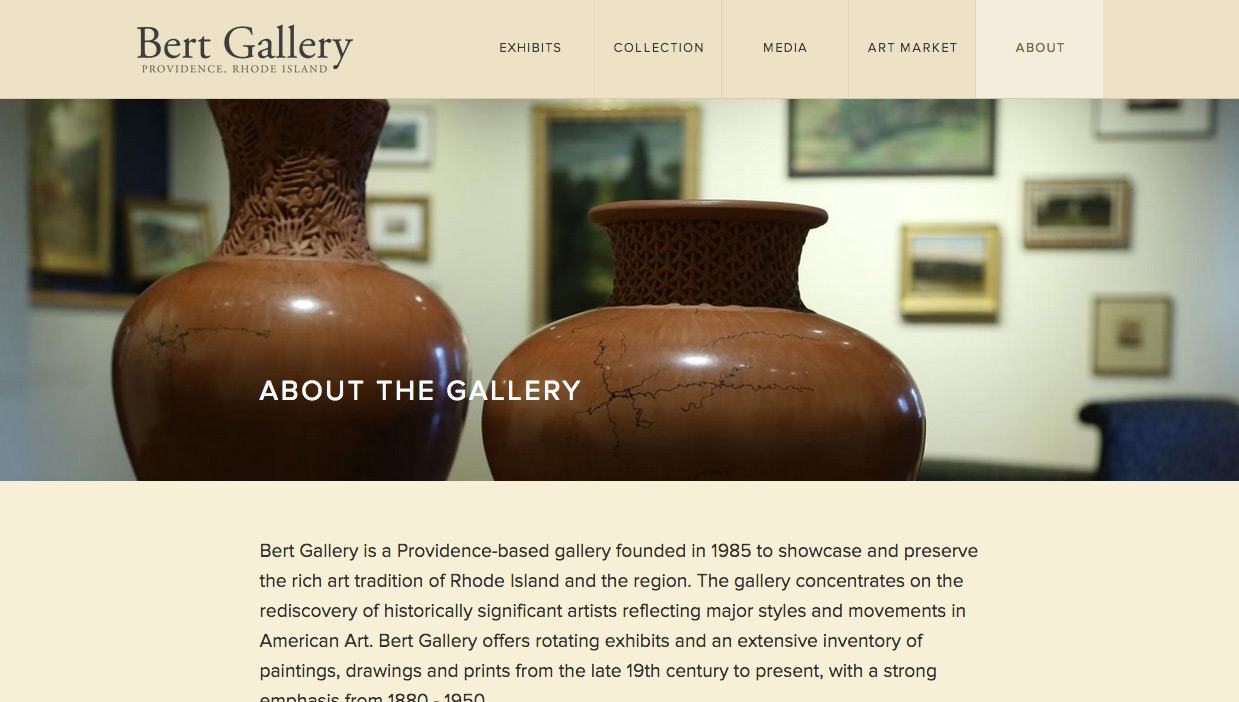 Bert Gallery
PROVIDENCE, RHODE ISLAND
EXHIBITS
COLLECTION
MEDIA
ART MARKET
ABOUT
ABOUT THE GALLERY
Bert Gallery is a Providence-based gallery founded in 1985 to showcase and preserve
the rich art tradition of Rhode Island and the region. The gallery concentrates on the
rediscovery of historically significant artists reflecting major styles and movements in
American Art. Bert Gallery offers rotating exhibits and an extensive inventory of
paintings, drawings and prints from the late 19th century to present, with a strong
emphasis from 1880 - 1950.